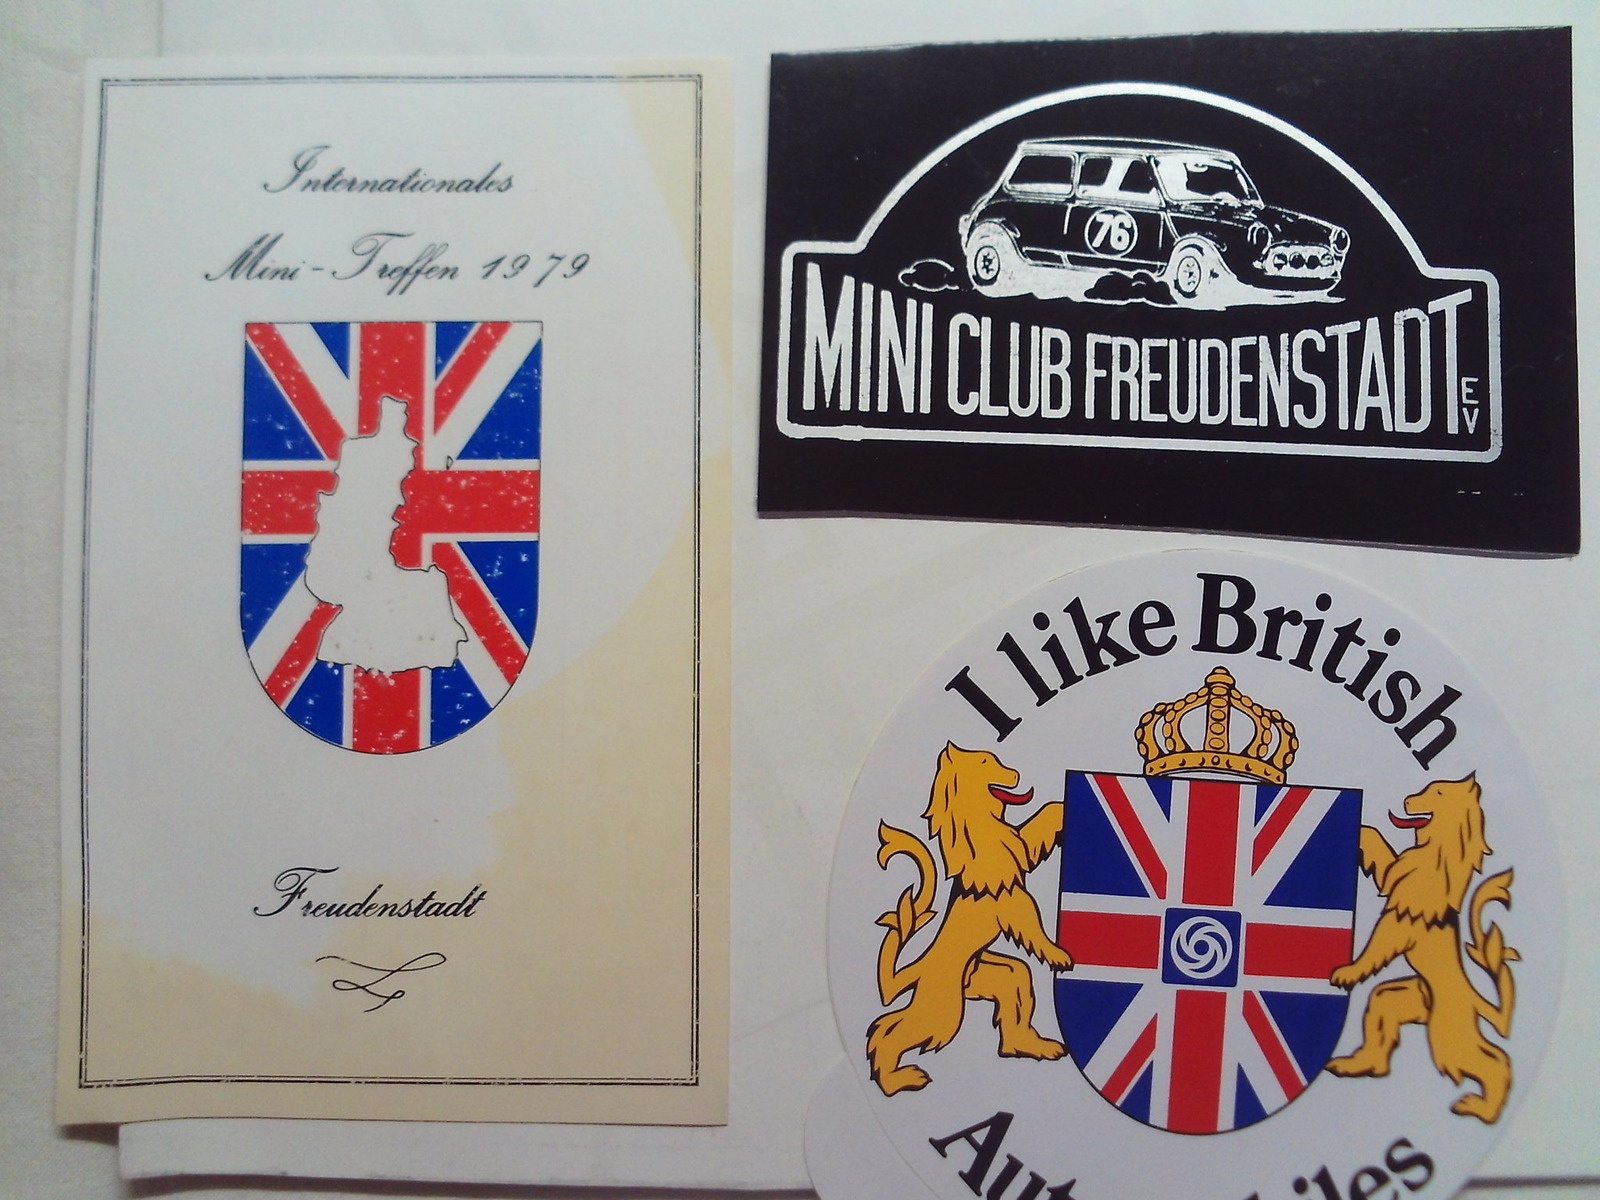 Internationales
Mini-Treffen 1979
Freudenstadt
76
MINI CLUB FREUDENSTADT EV
I like British